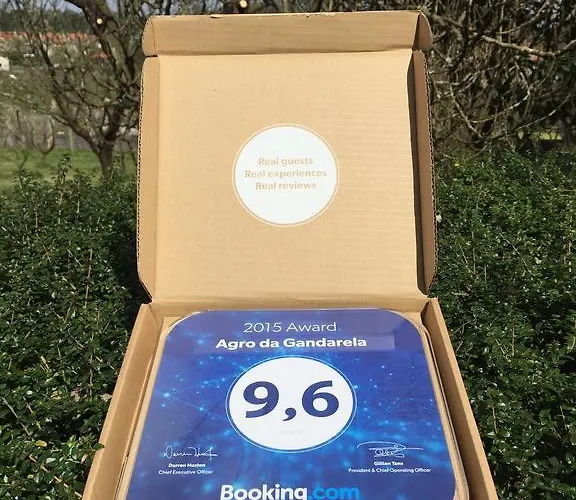 Real guests
Real experiences
Real reviews
2015 Award
Agro da Gandarela
9,6
Darren Huston
Chief Executive Officer
Gillian Tans
President & Chief Operating Officer
Booking.com